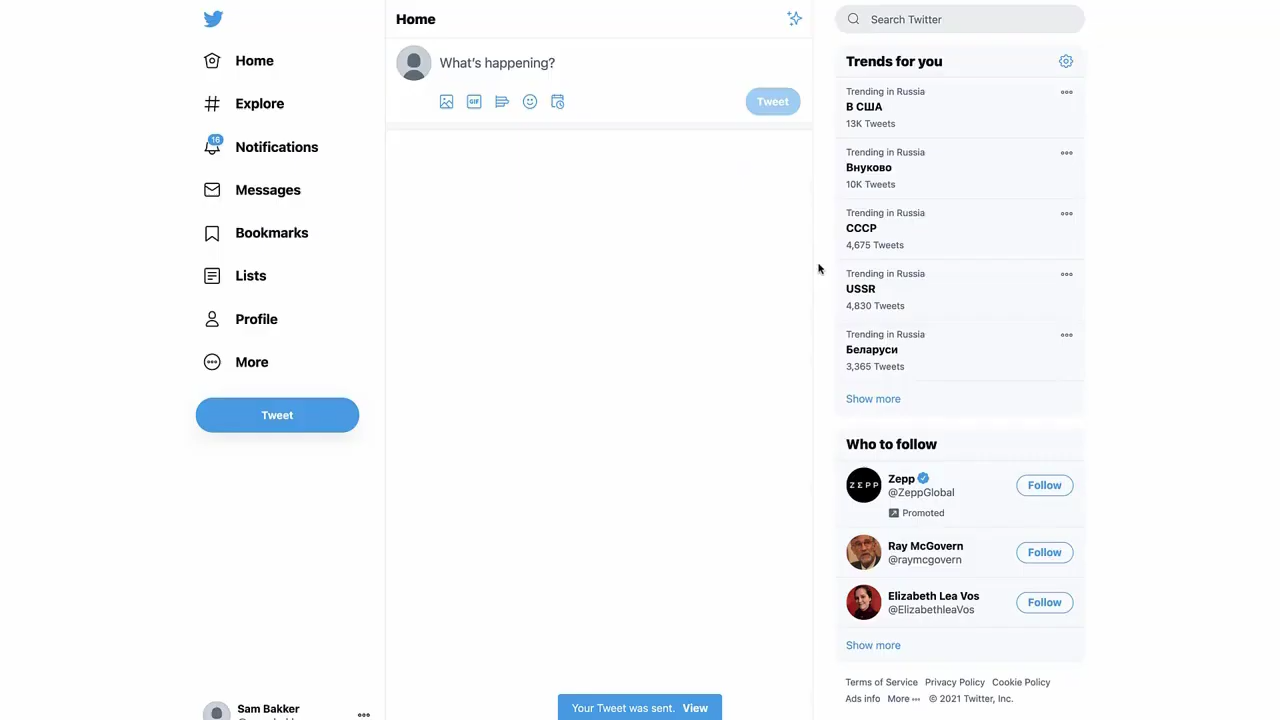 Home
Explore
16
Notifications
Messages
Bookmarks
Lists
Profile
More
Tweet
Sam Bakker
Home
What's happening?
GIF
Tweet
Your Tweet was sent. View
Search Twitter
Trends for you
Trending in Russia
В США
13K Tweets
Trending in Russia
Внуково
10K Tweets
Trending in Russia
СССР
4,675 Tweets
Trending in Russia
USSR
4,830 Tweets
Trending in Russia
Беларуси
3,365 Tweets
Show more
Who to follow
ZΣPP
Zepp
@ZeppGlobal
Promoted
Follow
Ray McGovern
@raymcgovern
Follow
Elizabeth Lea Vos
@ElizabethleaVos
Follow
Show more
Terms of Service Privacy Policy Cookie Policy
Ads info More © 2021 Twitter, Inc.